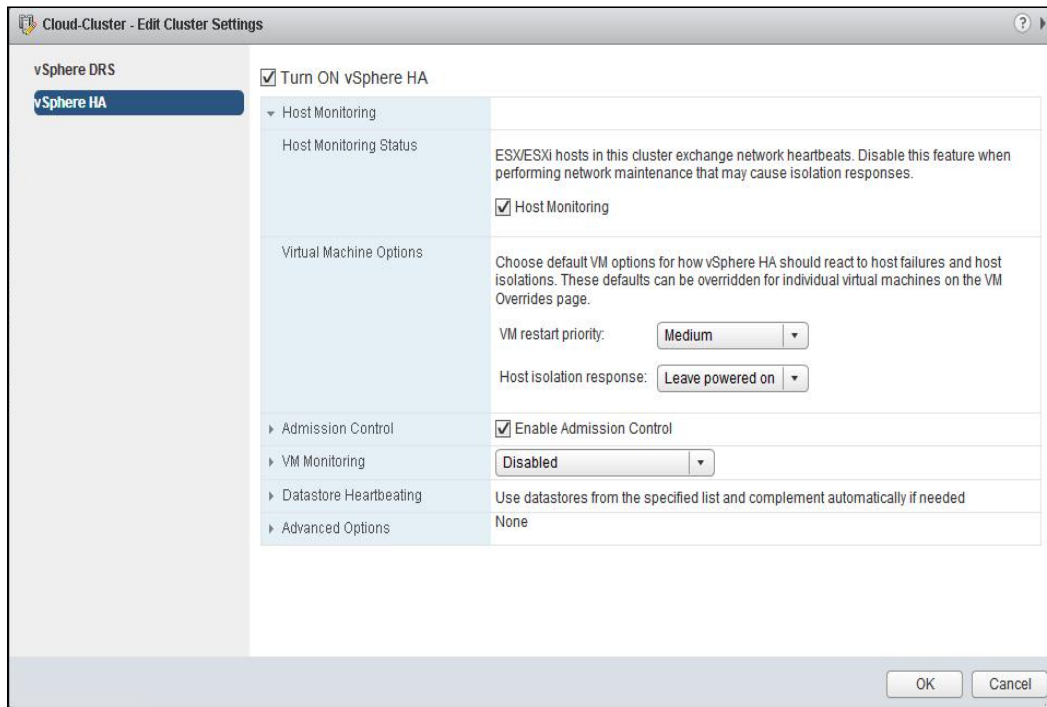 Cloud-Cluster - Edit Cluster Settings
?
vSphere DRS
vSphere HA
Turn ON vSphere HA
Host Monitoring
Host Monitoring Status
ESX/ESXi hosts in this cluster exchange network heartbeats. Disable this feature when
performing network maintenance that may cause isolation responses.
Host Monitoring
Virtual Machine Options
Choose default VM options for how vSphere HA should react to host failures and host
isolations. These defaults can be overridden for individual virtual machines on the VM
Overrides page.
VM restart priority: Medium
Host isolation response: Leave powered on
Admission Control Enable Admission Control
VM Monitoring Disabled
Datastore Heartbeating Use datastores from the specified list and complement automatically if needed
Advanced Options None
OK Cancel